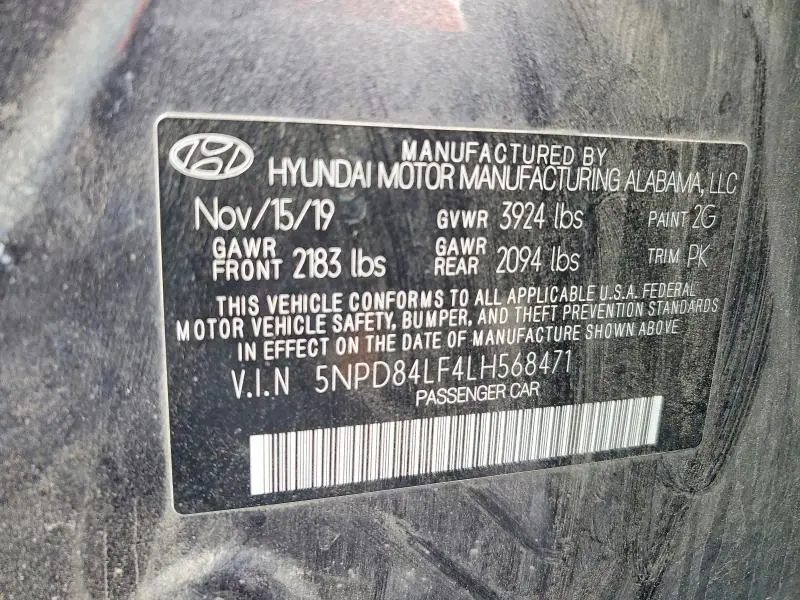 MANUFACTURED BY
HYUNDAI MOTOR MANUFACTURING ALABAMA, LLC
Nov/15/19 GVWR 3924 lbs PAINT 2G
GAWR FRONT 2183 lbs GAWR REAR 2094 lbs TRIM PK
THIS VEHICLE CONFORMS TO ALL APPLICABLE U.S.A. FEDERAL
MOTOR VEHICLE SAFETY, BUMPER, AND THEFT PREVENTION STANDARDS
IN EFFECT ON THE DATE OF MANUFACTURE SHOWN ABOVE
V.I.N 5NPD84LF4LH568471
PASSENGER CAR